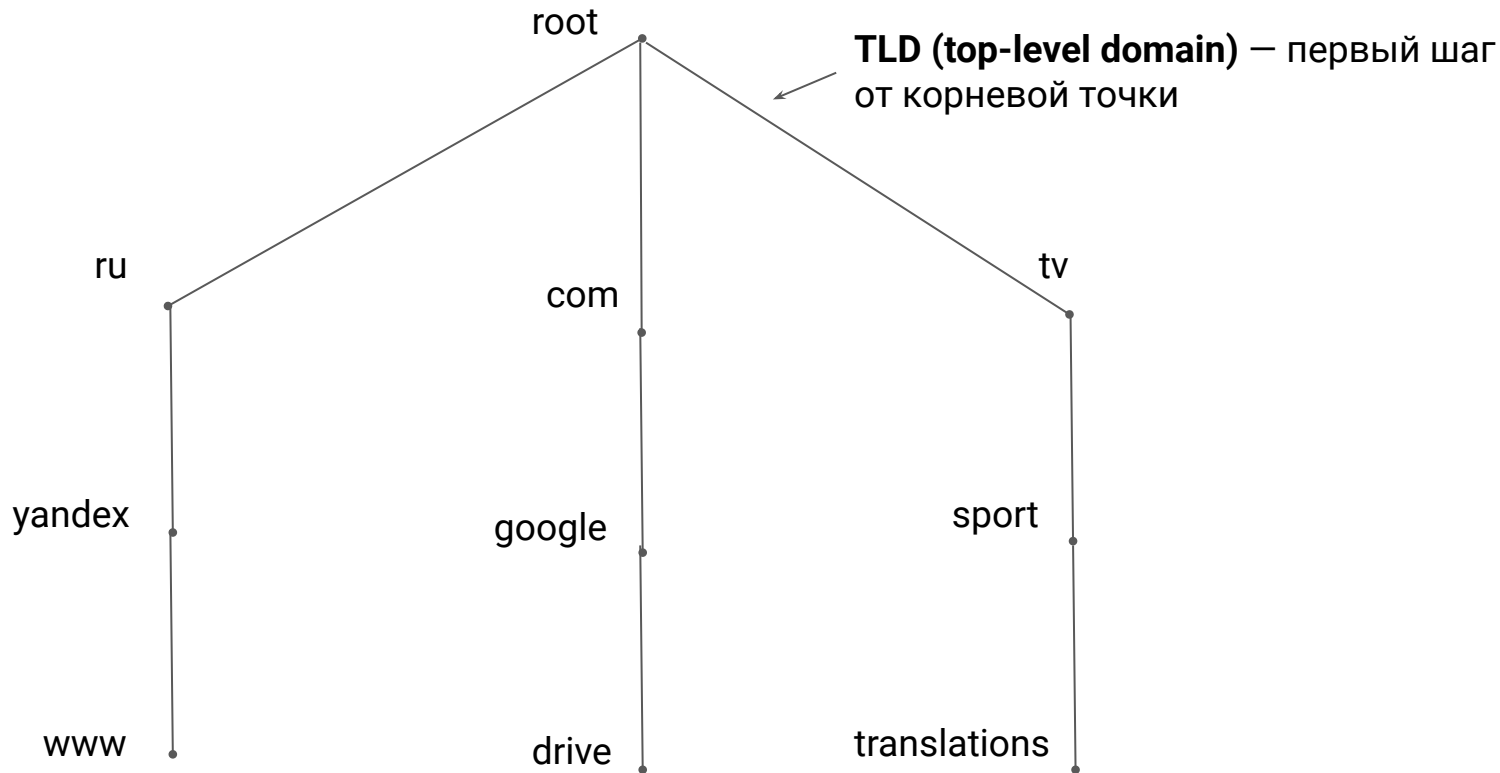 root
TLD (top-level domain) — первый шаг
от корневой точки
ru
com
tv
yandex
google
sport
www
drive
translations